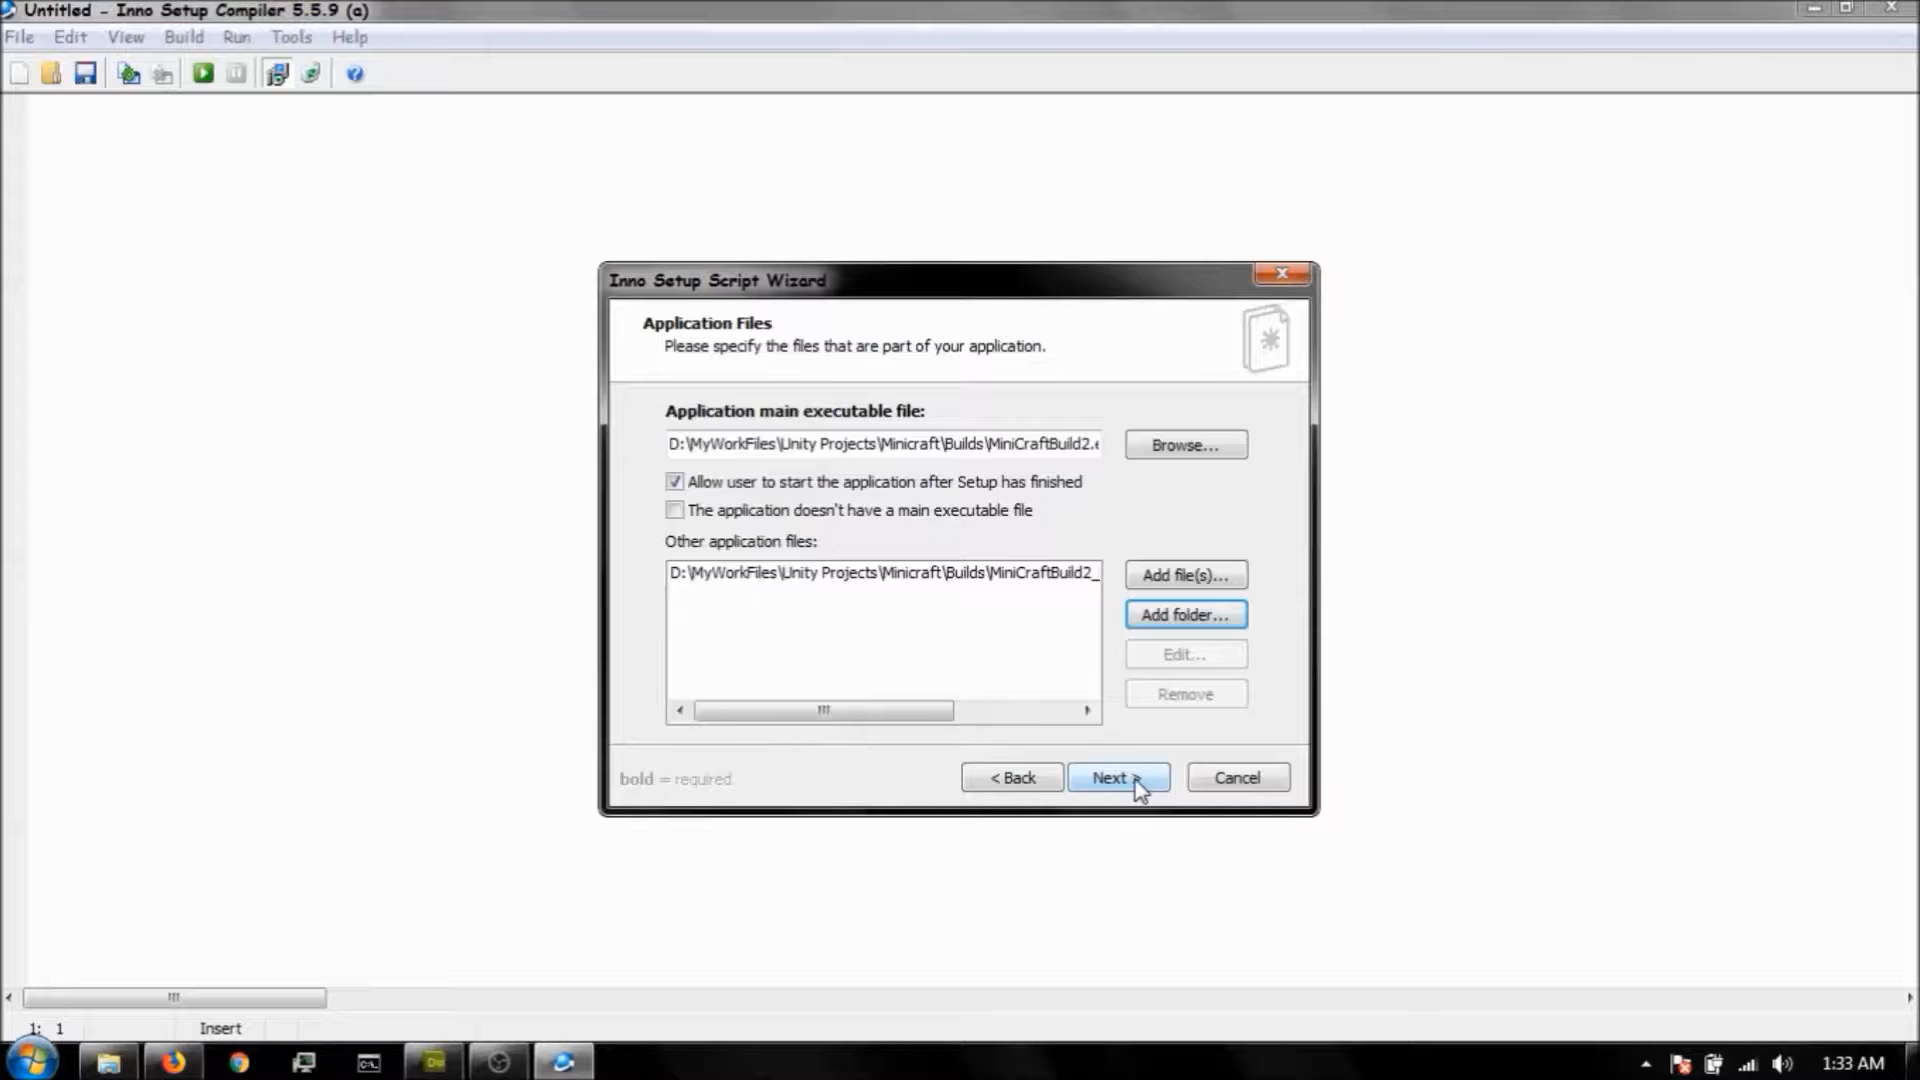 Untitled - Inno Setup Compiler 5.5.9 (a)
File Edit View Build Run Tools Help
Inno Setup Script Wizard
Application Files
Please specify the files that are part of your application.
Application main executable file:
D:\MyWorkFiles\Unity Projects\Minicraft\Builds\MiniCraftBuild2.e
Browse...
Allow user to start the application after Setup has finished
The application doesn't have a main executable file
Other application files:
D:\MyWorkFiles\Unity Projects\Minicraft\Builds\MiniCraftBuild2_
Add file(s)...
Add folder...
Edit...
Remove
bold = required
< Back
Next >
Cancel
1: 1
Insert
Dw
C:\_
1:33 AM